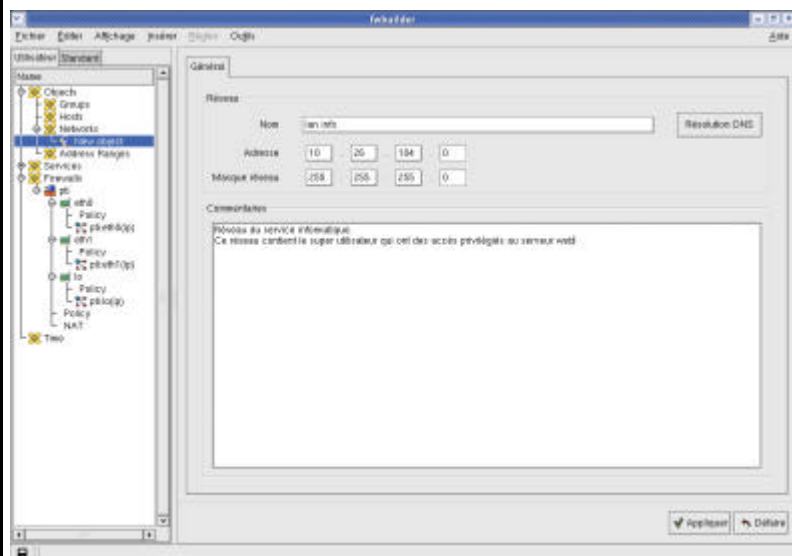 fwbuilder
Fichier Editer Affichage Insérer Règles Outils Aide
Utilisateur Standard
Name
Objects
Groups
Hosts
Networks
New object
Address Ranges
Services
Firewalls
eth0
Policy
eth1
Policy
lo
Policy
Policy
NAT
Time
Général
Réseau
Nom lan info Résolution DNS
Adresse 10 . 26 . 184 . 0
Masque réseau 255 . 255 . 255 . 0
Commentaires
Réseau du service informatique.
Ce réseau contient le super utilisateur qui ont des accès privilégiés au serveur web
Appliquer Défaire